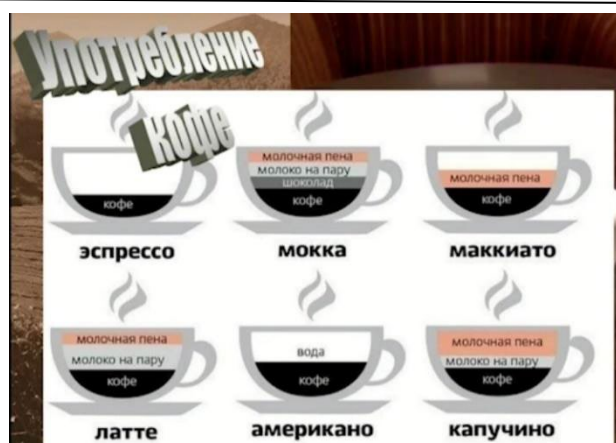 Употребление
кофе
кофе
эспрессо
молочная пена
молоко на пару
шоколад
кофе
мокка
молочная пена
кофе
маккиато
молочная пена
молоко на пару
кофе
латте
вода
кофе
американо
молочная пена
молоко на пару
кофе
капучино